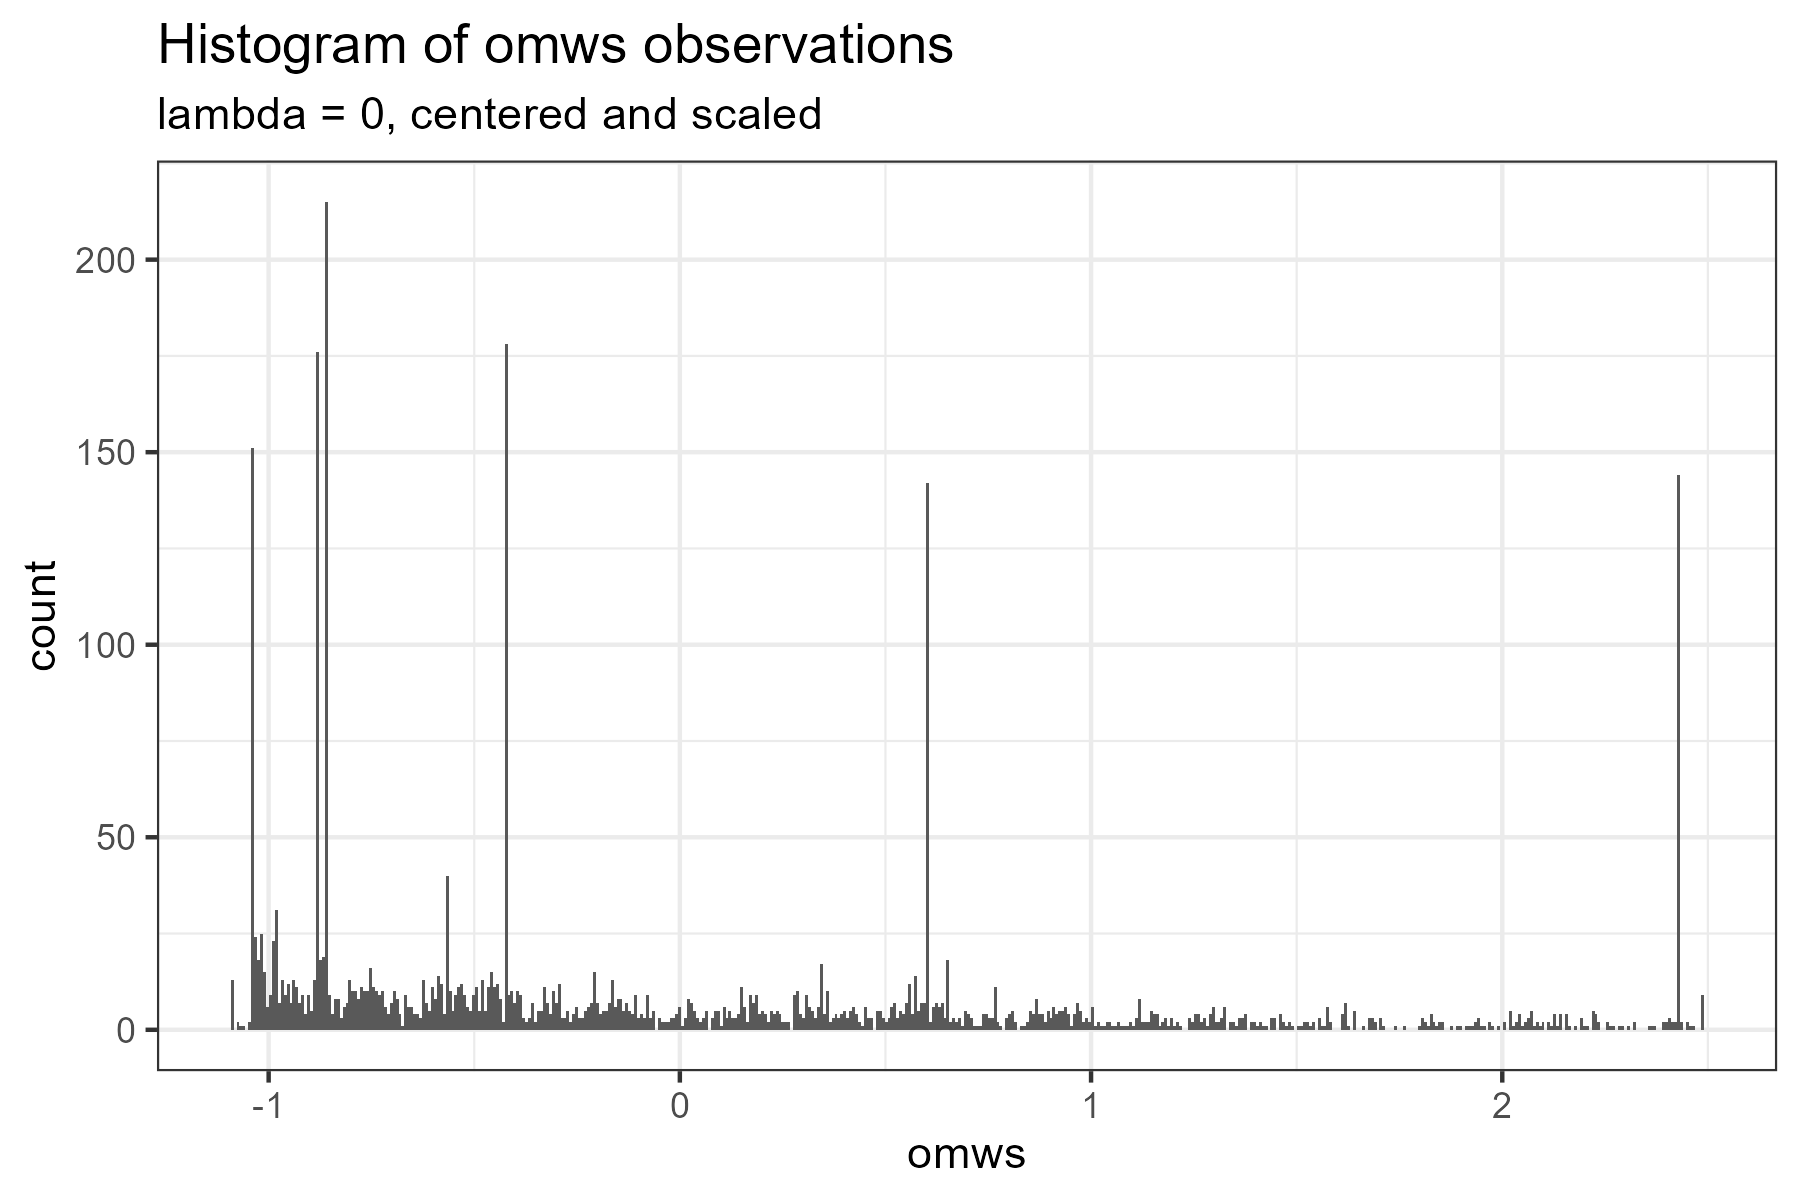 Histogram of omws observations
lambda = 0, centered and scaled
200
150
100
50
0
count
-1
0
1
2
omws